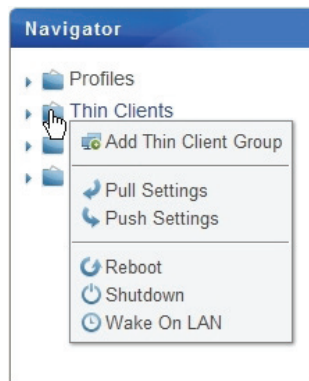 Navigator
Profiles
Thin Clients
Add Thin Client Group
Pull Settings
Push Settings
Reboot
Shutdown
Wake On LAN